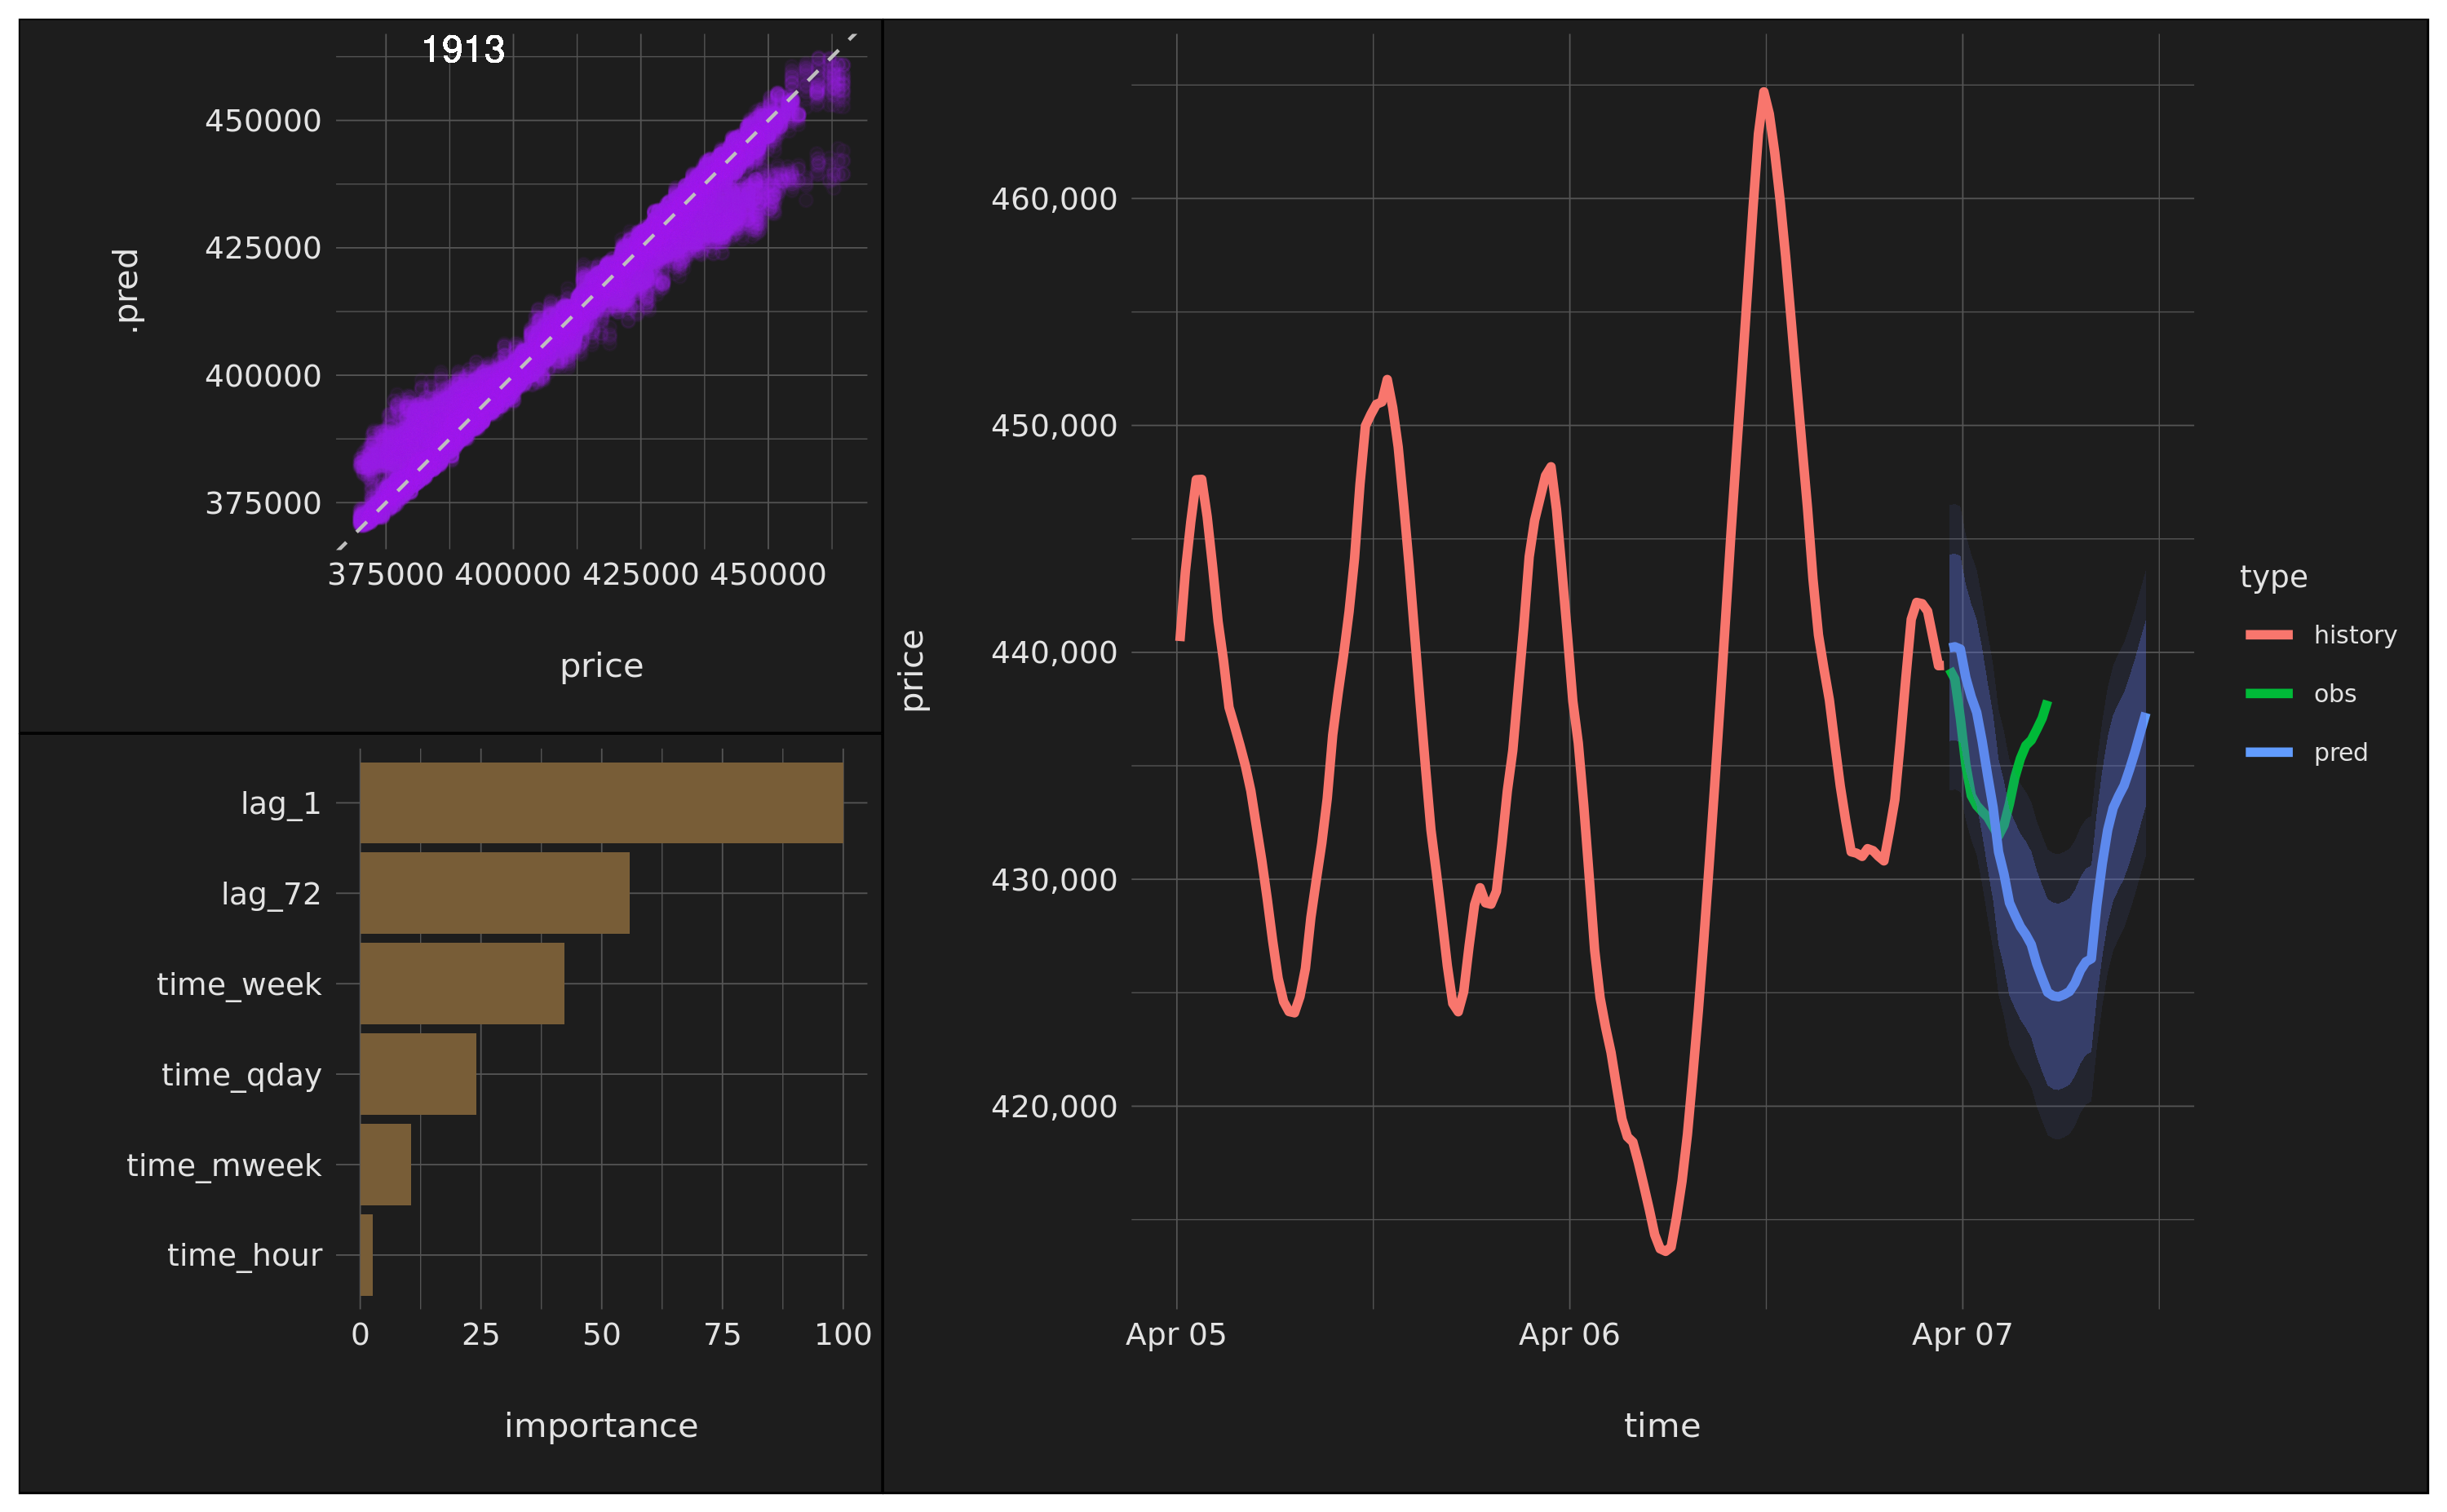 1913
.pred
450000
425000
400000
375000
375000 400000 425000 450000
price
lag_1
lag_72
time_week
time_qday
time_mweek
time_hour
0 25 50 75 100
importance
price
460,000
450,000
440,000
430,000
420,000
Apr 05 Apr 06 Apr 07
time
type
history
obs
pred